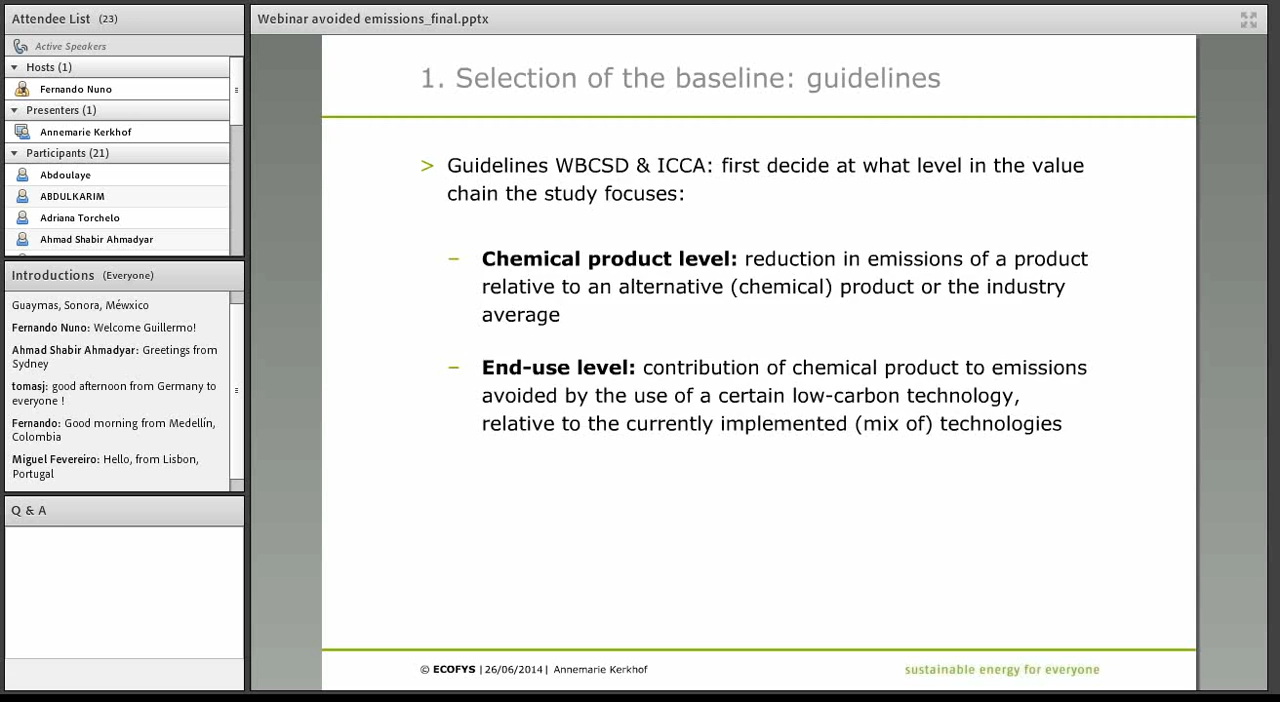 Attendee List (23)
Active Speakers
Hosts (1)
Fernando Nuno
Presenters (1)
Annemarie Kerkhof
Participants (21)
Abdoulaye
ABDULKARIM
Adriana Torchelo
Ahmad Shabir Ahmadyar
Introductions (Everyone)
Guaymas, Sonora, Méwxico
Fernando Nuno: Welcome Guillermo!
Ahmad Shabir Ahmadyar: Greetings from
Sydney
tomasj: good afternoon from Germany to
everyone !
Fernando: Good morning from Medellín,
Colombia
Miguel Fevereiro: Hello, from Lisbon,
Portugal
Q & A
Webinar avoided emissions_final.pptx
1. Selection of the baseline: guidelines
> Guidelines WBCSD & ICCA: first decide at what level in the value
chain the study focuses:
– Chemical product level: reduction in emissions of a product
relative to an alternative (chemical) product or the industry
average
– End-use level: contribution of chemical product to emissions
avoided by the use of a certain low-carbon technology,
relative to the currently implemented (mix of) technologies
© ECOFYS | 26/06/2014 | Annemarie Kerkhof
sustainable energy for everyone